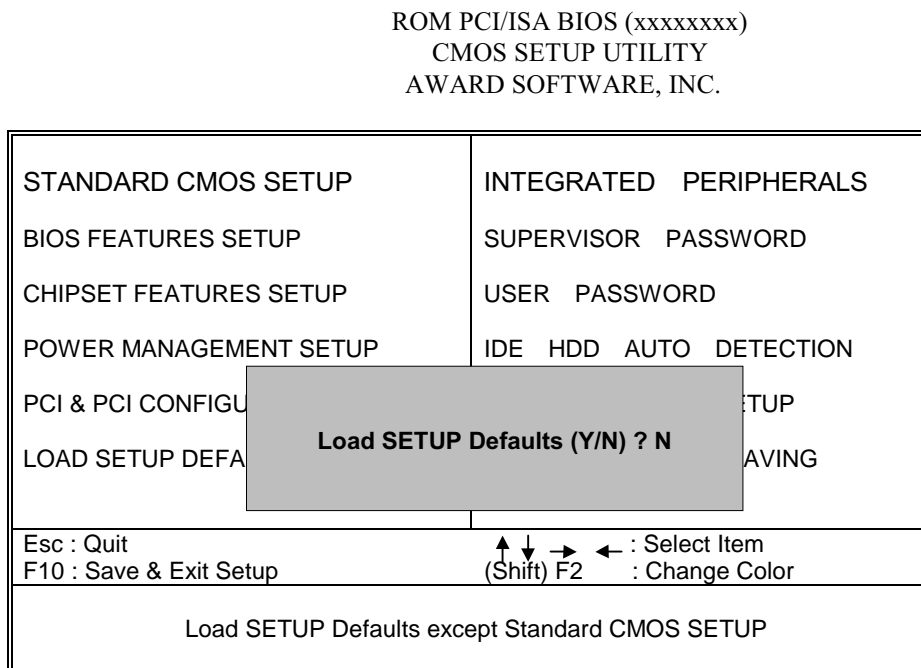 ROM PCI/ISA BIOS (xxxxxxxx)
CMOS SETUP UTILITY
AWARD SOFTWARE, INC.
STANDARD CMOS SETUP
BIOS FEATURES SETUP
CHIPSET FEATURES SETUP
POWER MANAGEMENT SETUP
PCI & PCI CONFIGU
LOAD SETUP DEFA
INTEGRATED PERIPHERALS
SUPERVISOR PASSWORD
USER PASSWORD
IDE HDD AUTO DETECTION
TUP
AVING
Load SETUP Defaults (Y/N) ? N
Esc : Quit
F10 : Save & Exit Setup
↑ ↓ → ← : Select Item
(Shift) F2 : Change Color
Load SETUP Defaults except Standard CMOS SETUP